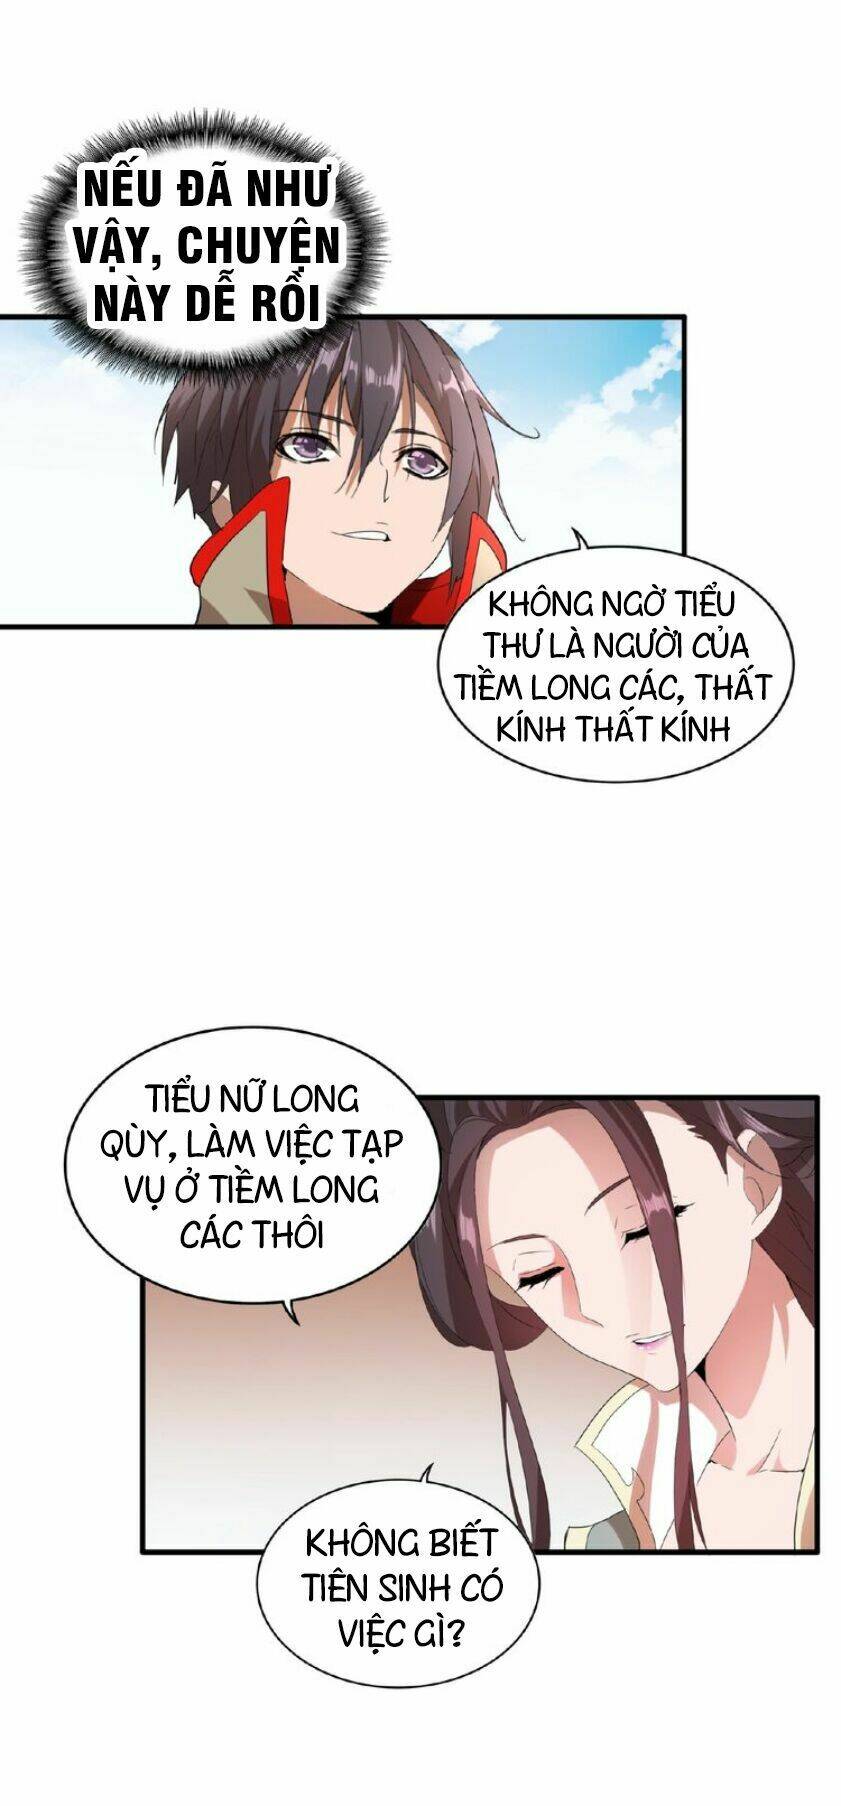 NẾU ĐÃ NHƯ
VẬY, CHUYỆN
NÀY DỄ RỒI
KHÔNG NGỜ TIỂU
THƯ LÀ NGƯỜI CỦA
TIỀM LONG CÁC, THẤT
KÍNH THẤT KÍNH
TIỂU NỮ LONG
QÙY, LÀM VIỆC TẠP
VỤ Ở TIỀM LONG
CÁC THÔI
KHÔNG BIẾT
TIÊN SINH CÓ
VIỆC GÌ?